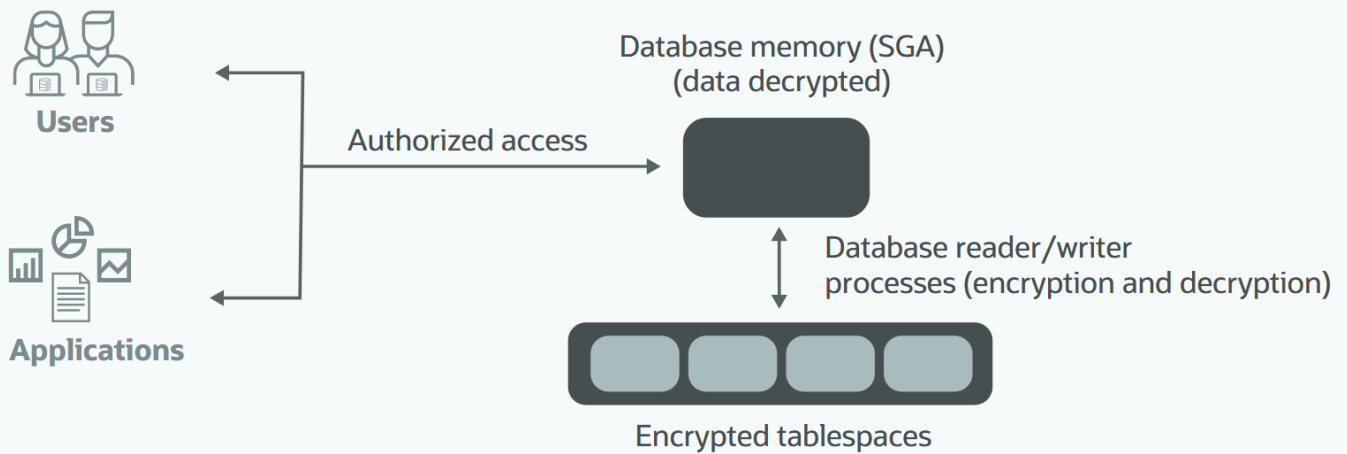 Users
Applications
Authorized access
Database memory (SGA)
(data decrypted)
Database reader/writer
processes (encryption and decryption)
Encrypted tablespaces